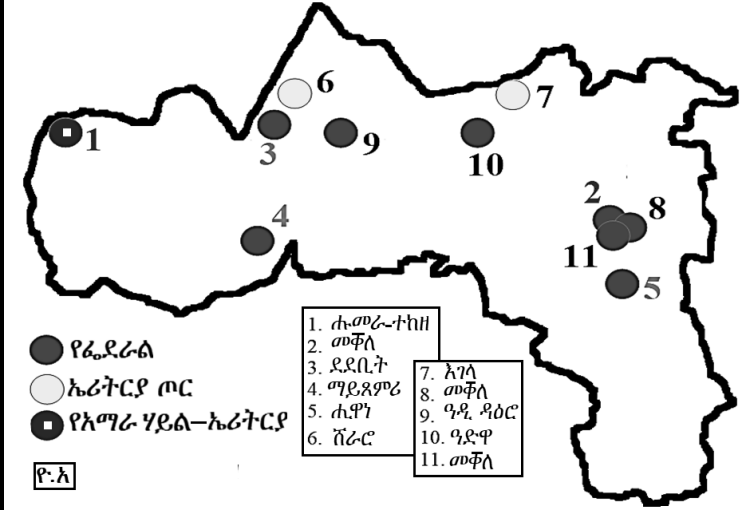 6
7
1
3
9
10
4
2
8
11
5
የፌደራል
ኤሪትርያ ጦር
የአማራ ሃይል–ኤሪትርያ
1. ሑመራ-ተከዘ
2. መቐለ
3. ደደቢት
4. ማይጸምሪ
5. ሒዋነ
6. ሸራሮ
7. እገላ
8. መቐለ
9. ዓዲ ዳዕሮ
10. ዓድዋ
11. መቐለ
ዮ.አ